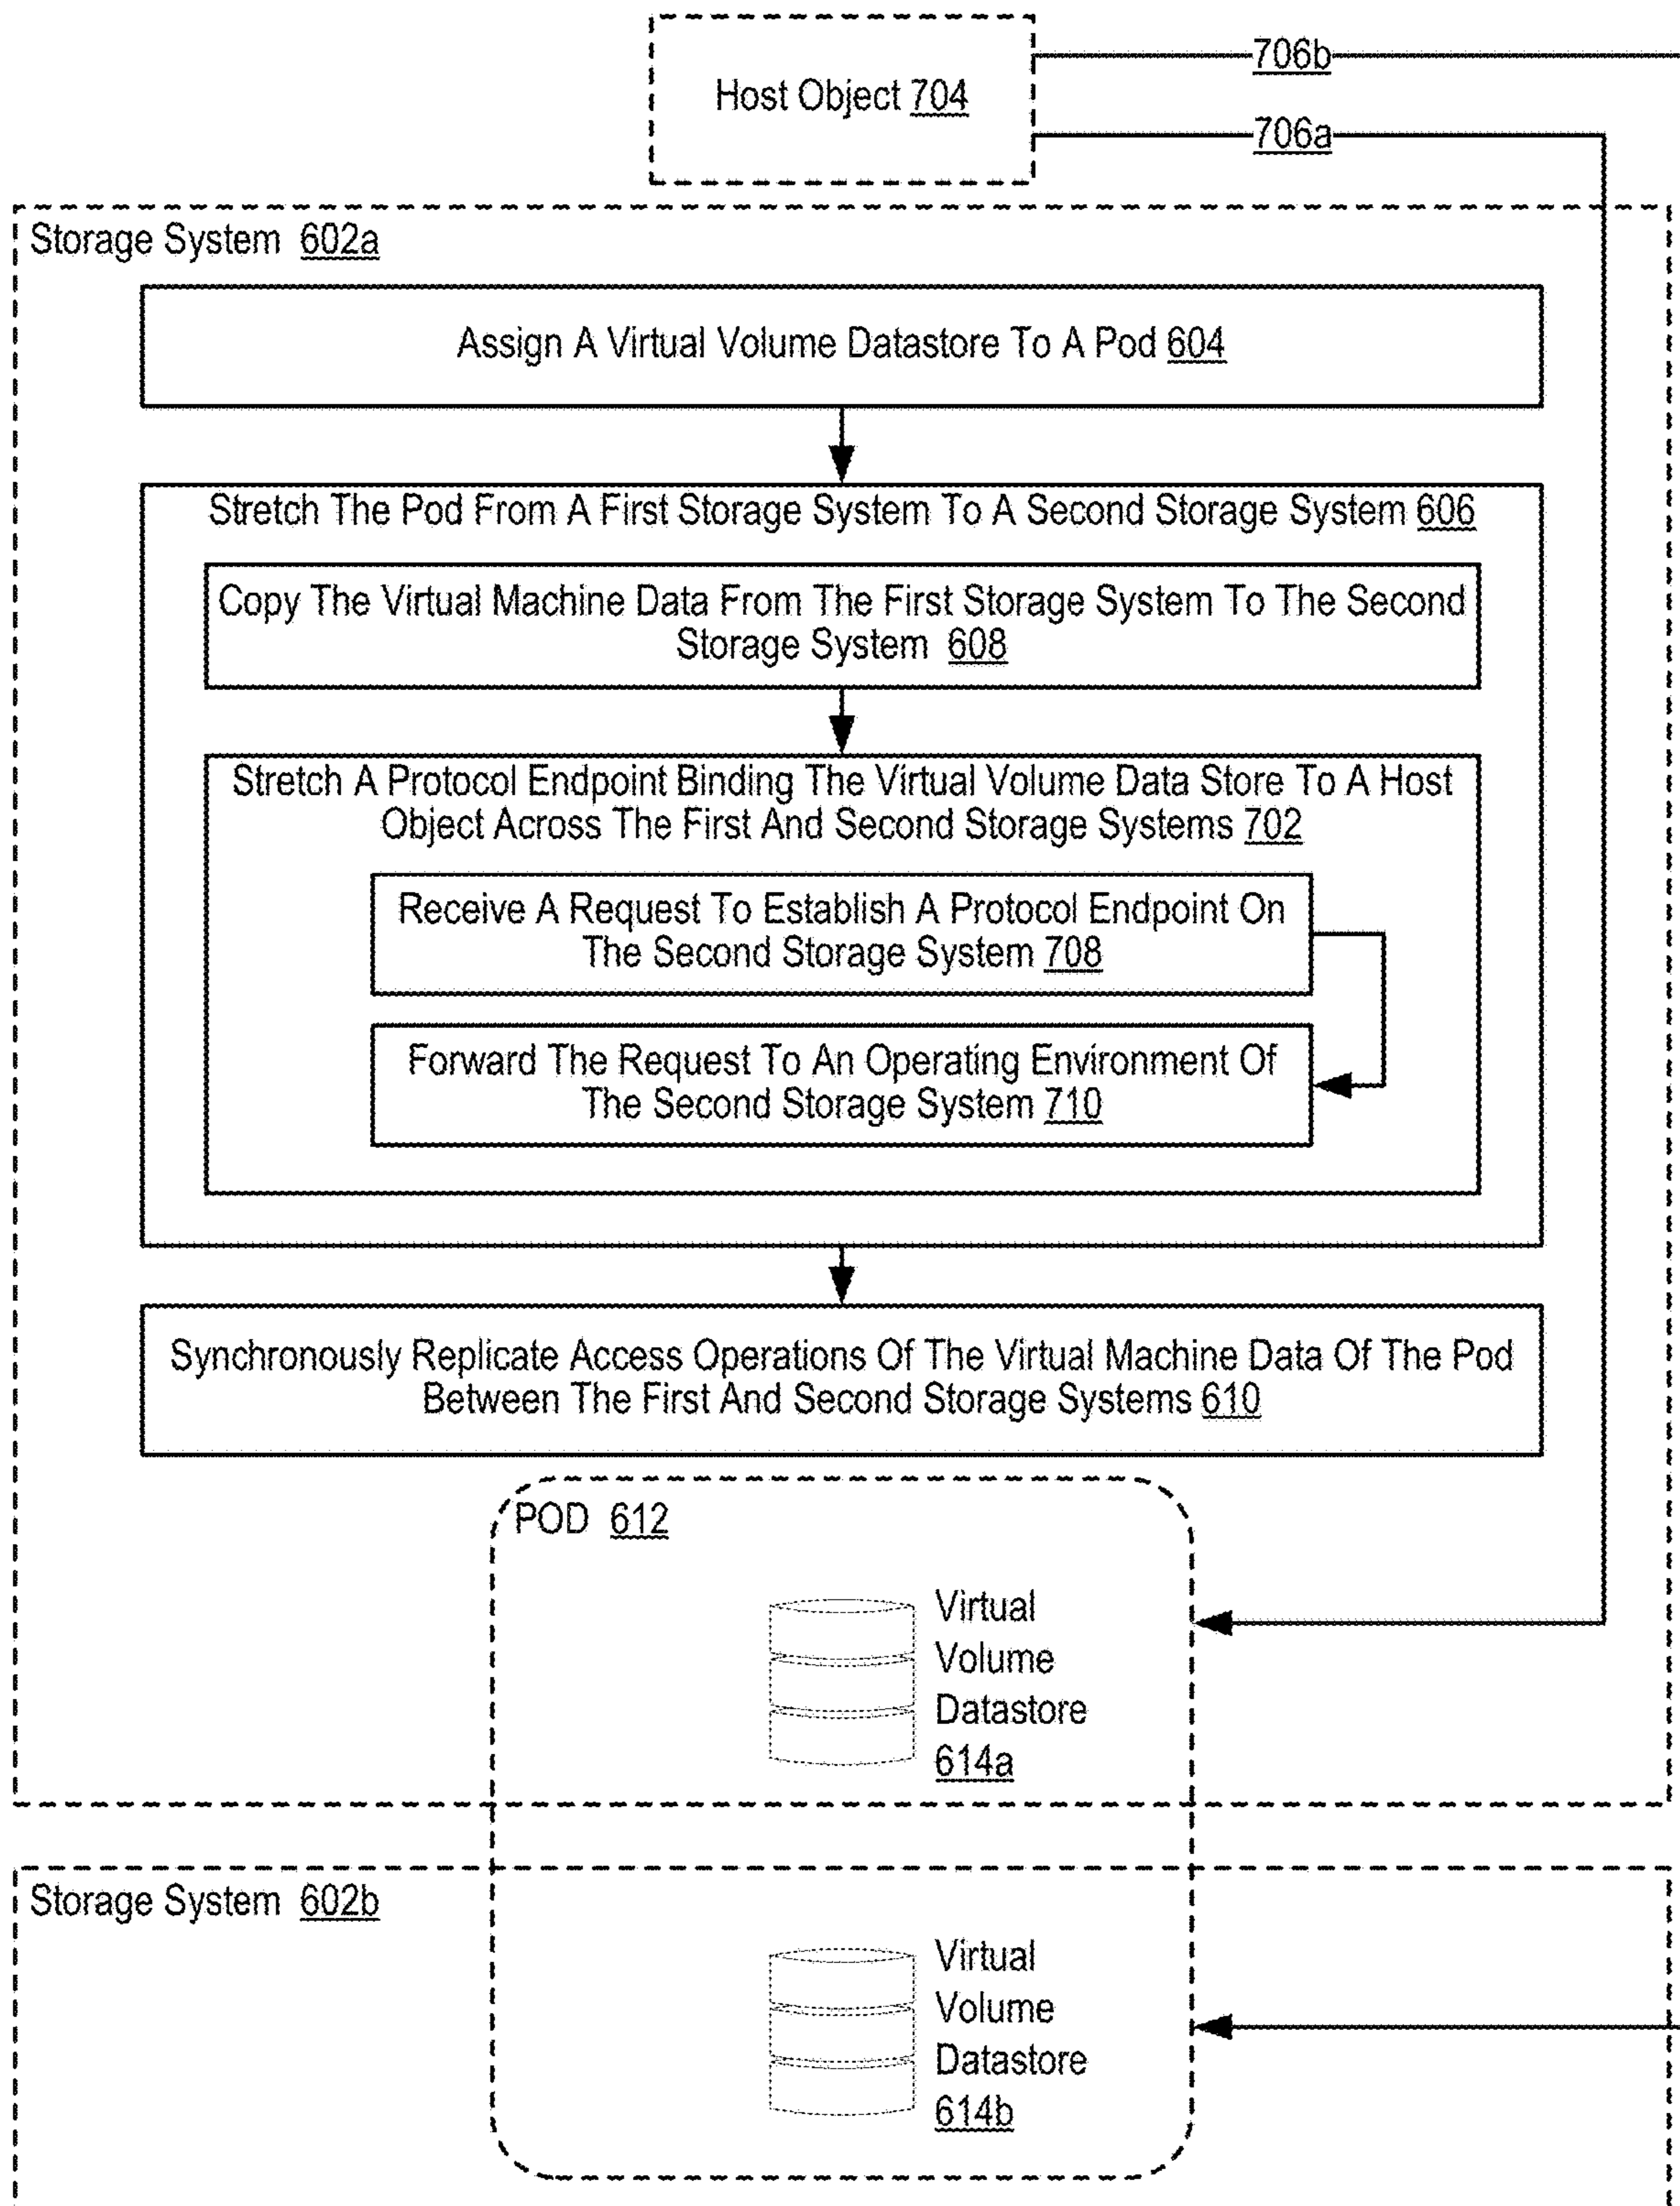 706b
Host Object 704
706a
Storage System 602a
Assign A Virtual Volume Datastore To A Pod 604
Stretch The Pod From A First Storage System To A Second Storage System 606
Copy The Virtual Machine Data From The First Storage System To The Second
Storage System 608
Stretch A Protocol Endpoint Binding The Virtual Volume Data Store To A Host
Object Across The First And Second Storage Systems 702
Receive A Request To Establish A Protocol Endpoint On
The Second Storage System 708
Forward The Request To An Operating Environment Of
The Second Storage System 710
Synchronously Replicate Access Operations Of The Virtual Machine Data Of The Pod
Between The First And Second Storage Systems 610
POD 612
Virtual
Volume
Datastore
614a
Storage System 602b
Virtual
Volume
Datastore
614b